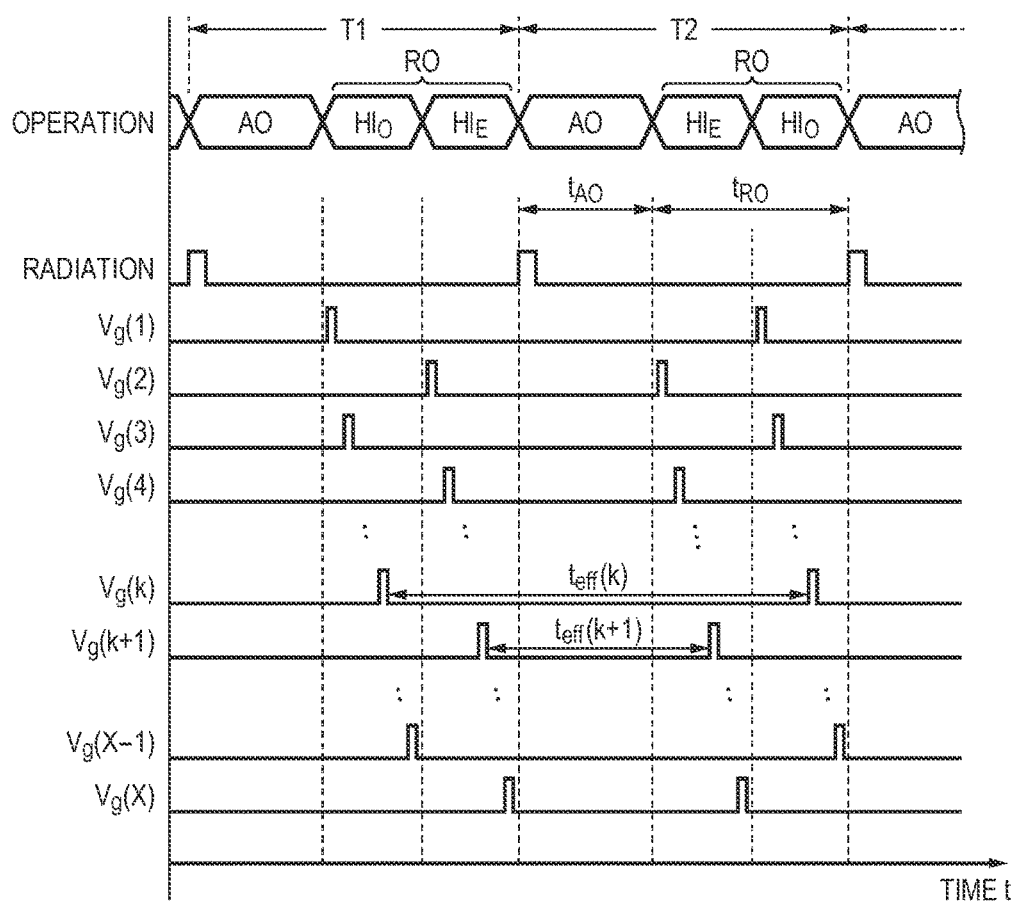 T1 T2
RO RO
OPERATION AO HIO HIE AO HIE HIO AO
tAO tRO
RADIATION
Vg(1)
Vg(2)
Vg(3)
Vg(4)
Vg(k) teff(k)
Vg(k+1) teff(k+1)
Vg(X−1)
Vg(X)
TIME t